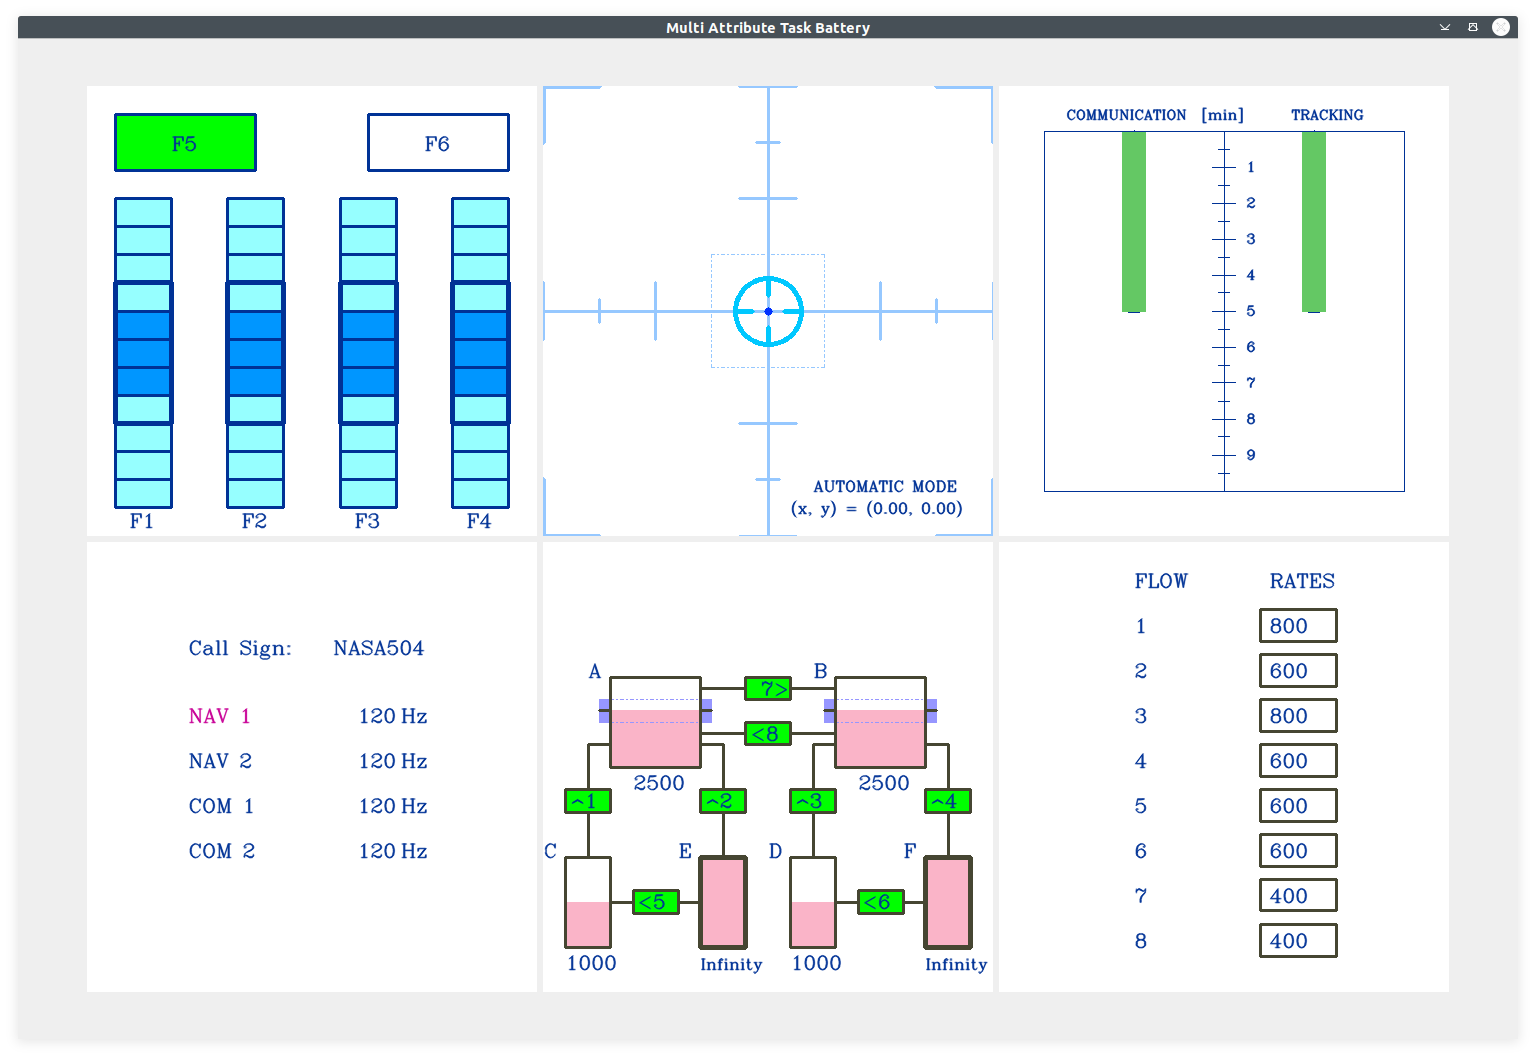 Multi Attribute Task Battery
F5
F6
F1
F2
F3
F4
AUTOMATIC MODE
(x, y) = (0.00, 0.00)
COMMUNICATION [min] TRACKING
1
2
3
4
5
6
7
8
9
Call Sign: NASA504
NAV 1 120 Hz
NAV 2 120 Hz
COM 1 120 Hz
COM 2 120 Hz
A
B
7>
<8
2500
2500
^1
^2
^3
^4
C
E
D
F
<5
<6
1000
Infinity
1000
Infinity
FLOW RATES
1 800
2 600
3 800
4 600
5 600
6 600
7 400
8 400